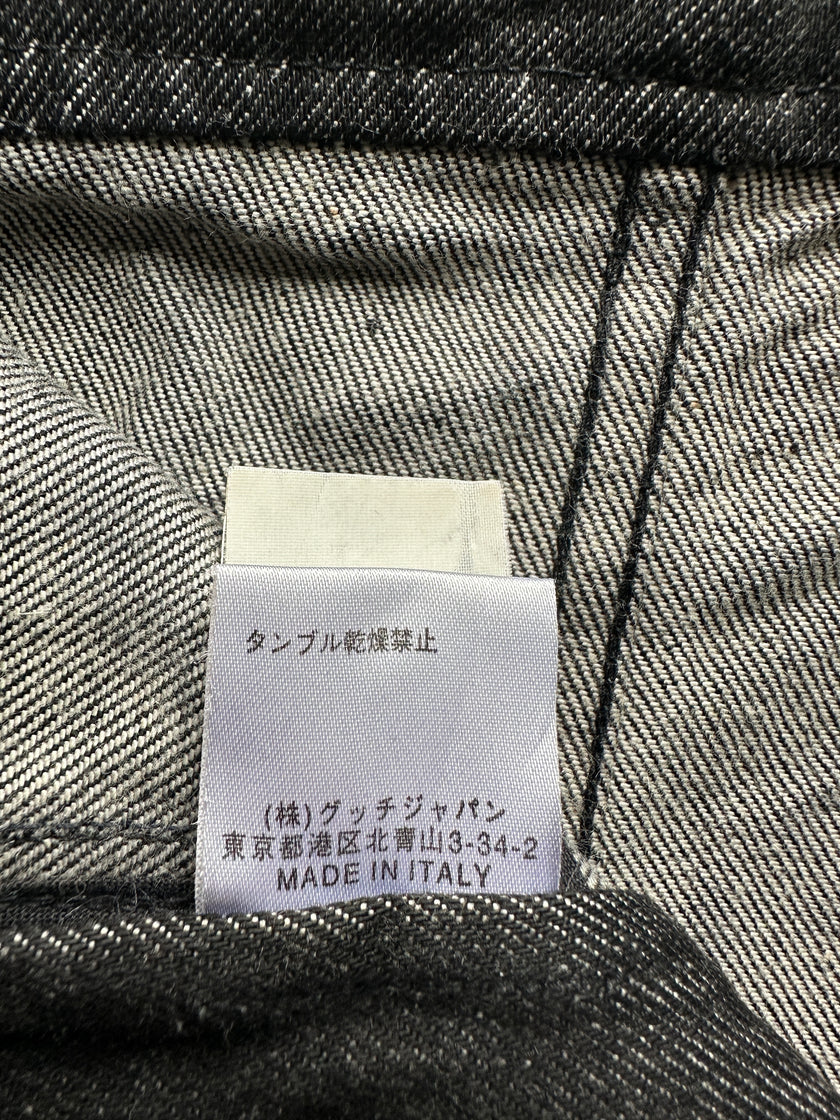 タンブル乾燥禁止
(株)グッチジャパン
東京都港区北青山3-34-2
MADE IN ITALY